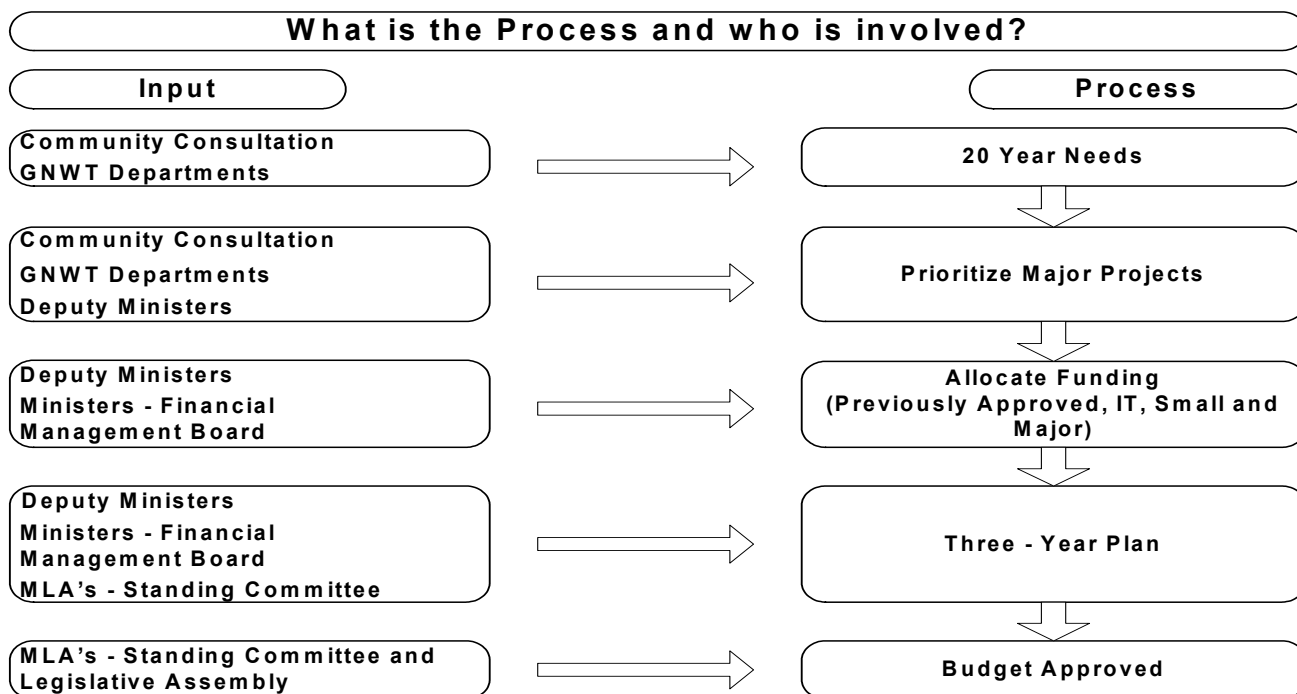 What is the Process and who is involved?
Input
Process
Community Consultation
GNWT Departments
20 Year Needs
Community Consultation
GNWT Departments
Deputy Ministers
Prioritize Major Projects
Deputy Ministers
Ministers - Financial
Management Board
Allocate Funding
(Previously Approved, IT, Small and
Major)
Deputy Ministers
Ministers - Financial
Management Board
MLA's - Standing Committee
Three - Year Plan
MLA's - Standing Committee and
Legislative Assembly
Budget Approved